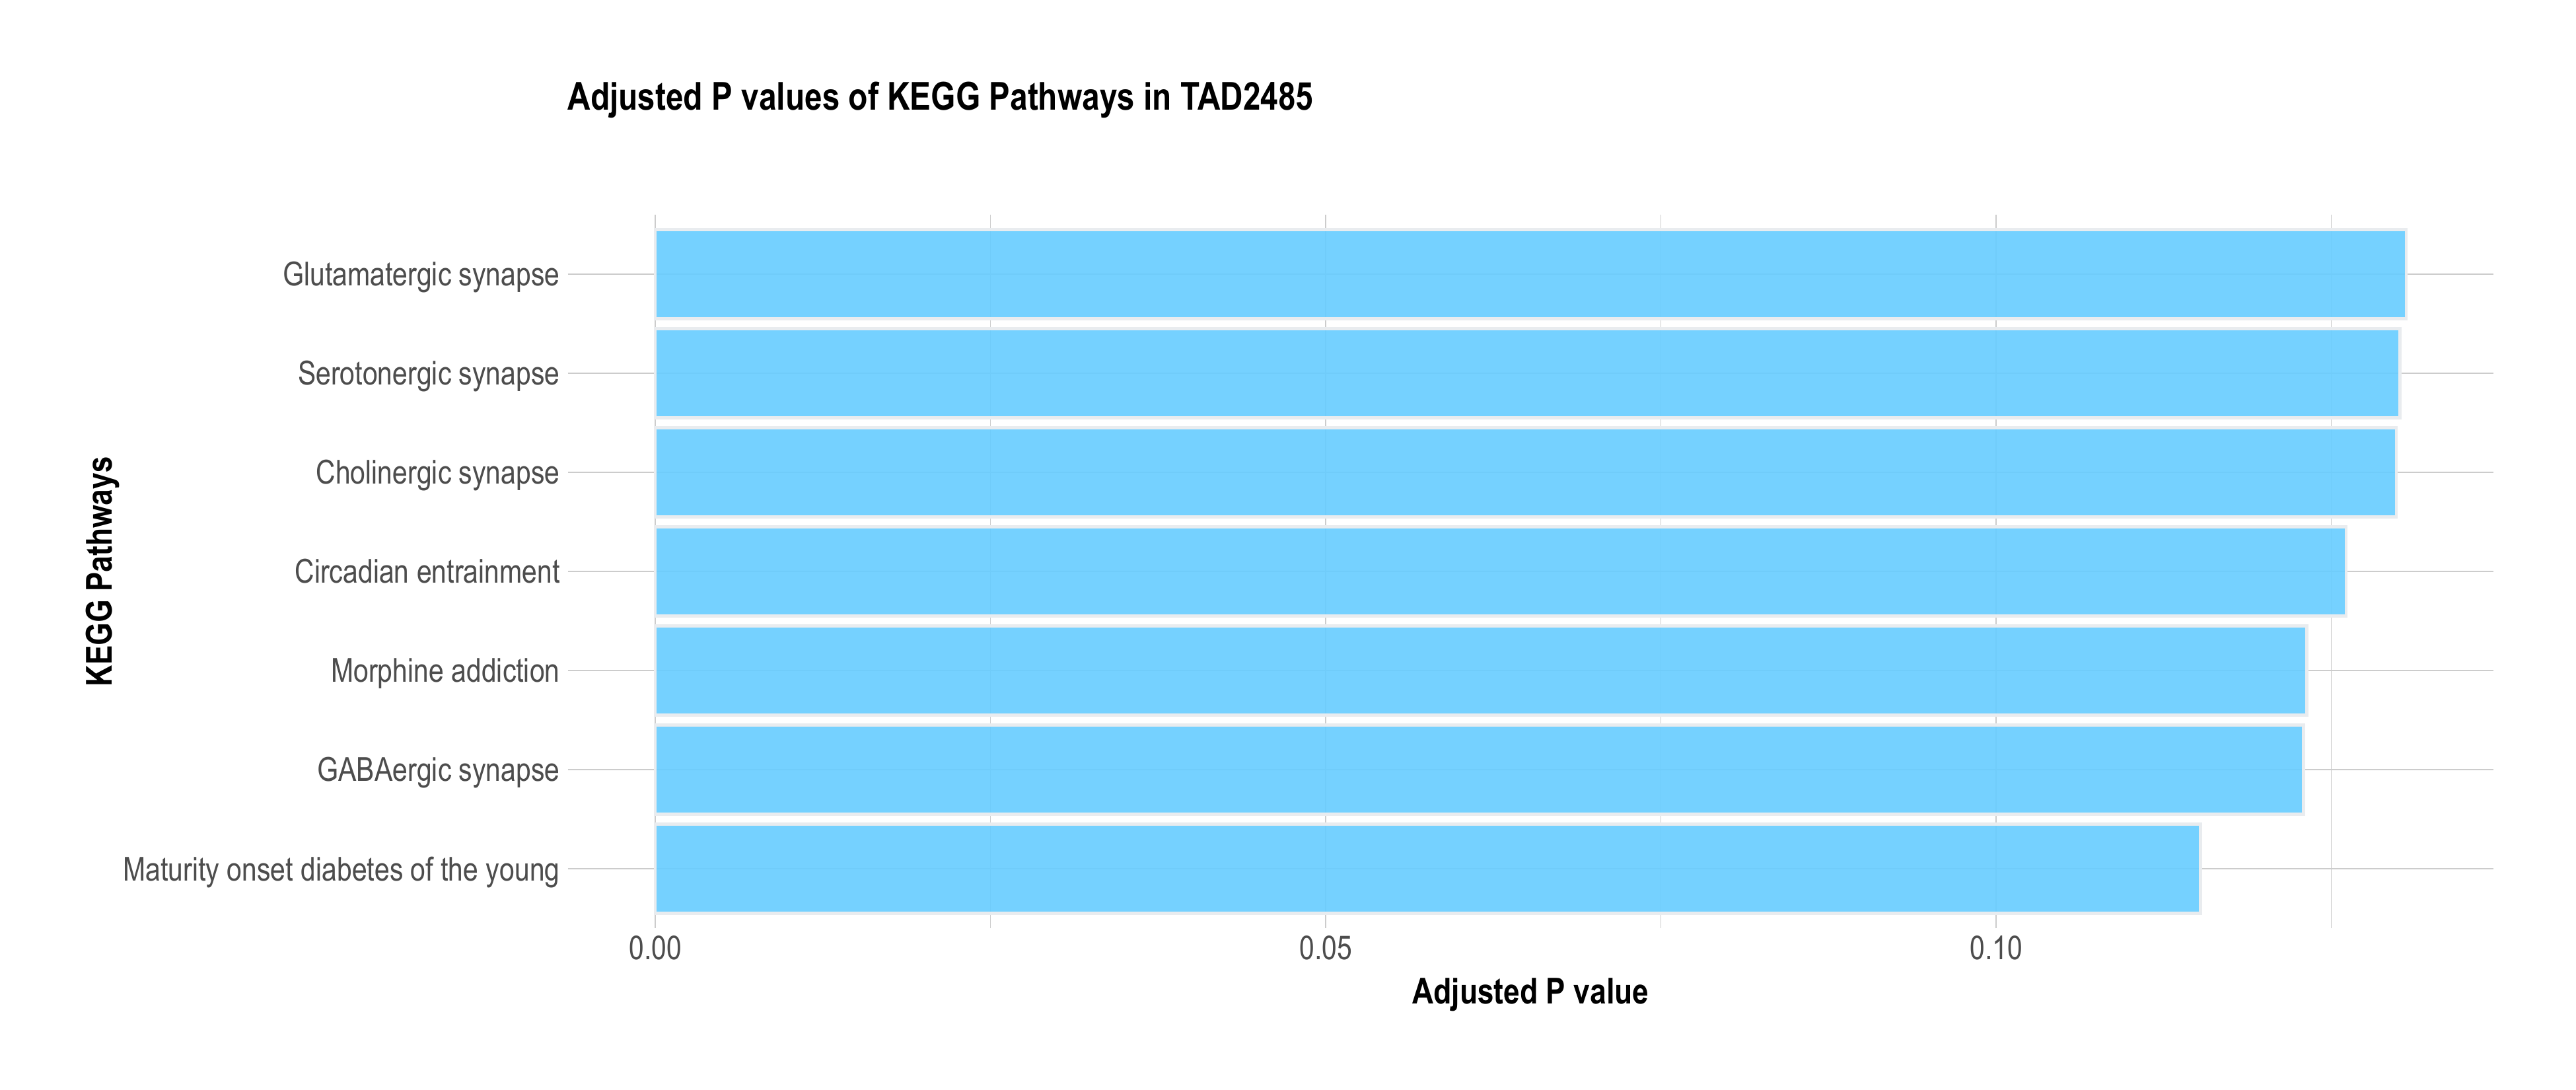 Adjusted P values of KEGG Pathways in TAD2485
KEGG Pathways
Glutamatergic synapse
Serotonergic synapse
Cholinergic synapse
Circadian entrainment
Morphine addiction
GABAergic synapse
Maturity onset diabetes of the young
0.00 0.05 0.10
Adjusted P value